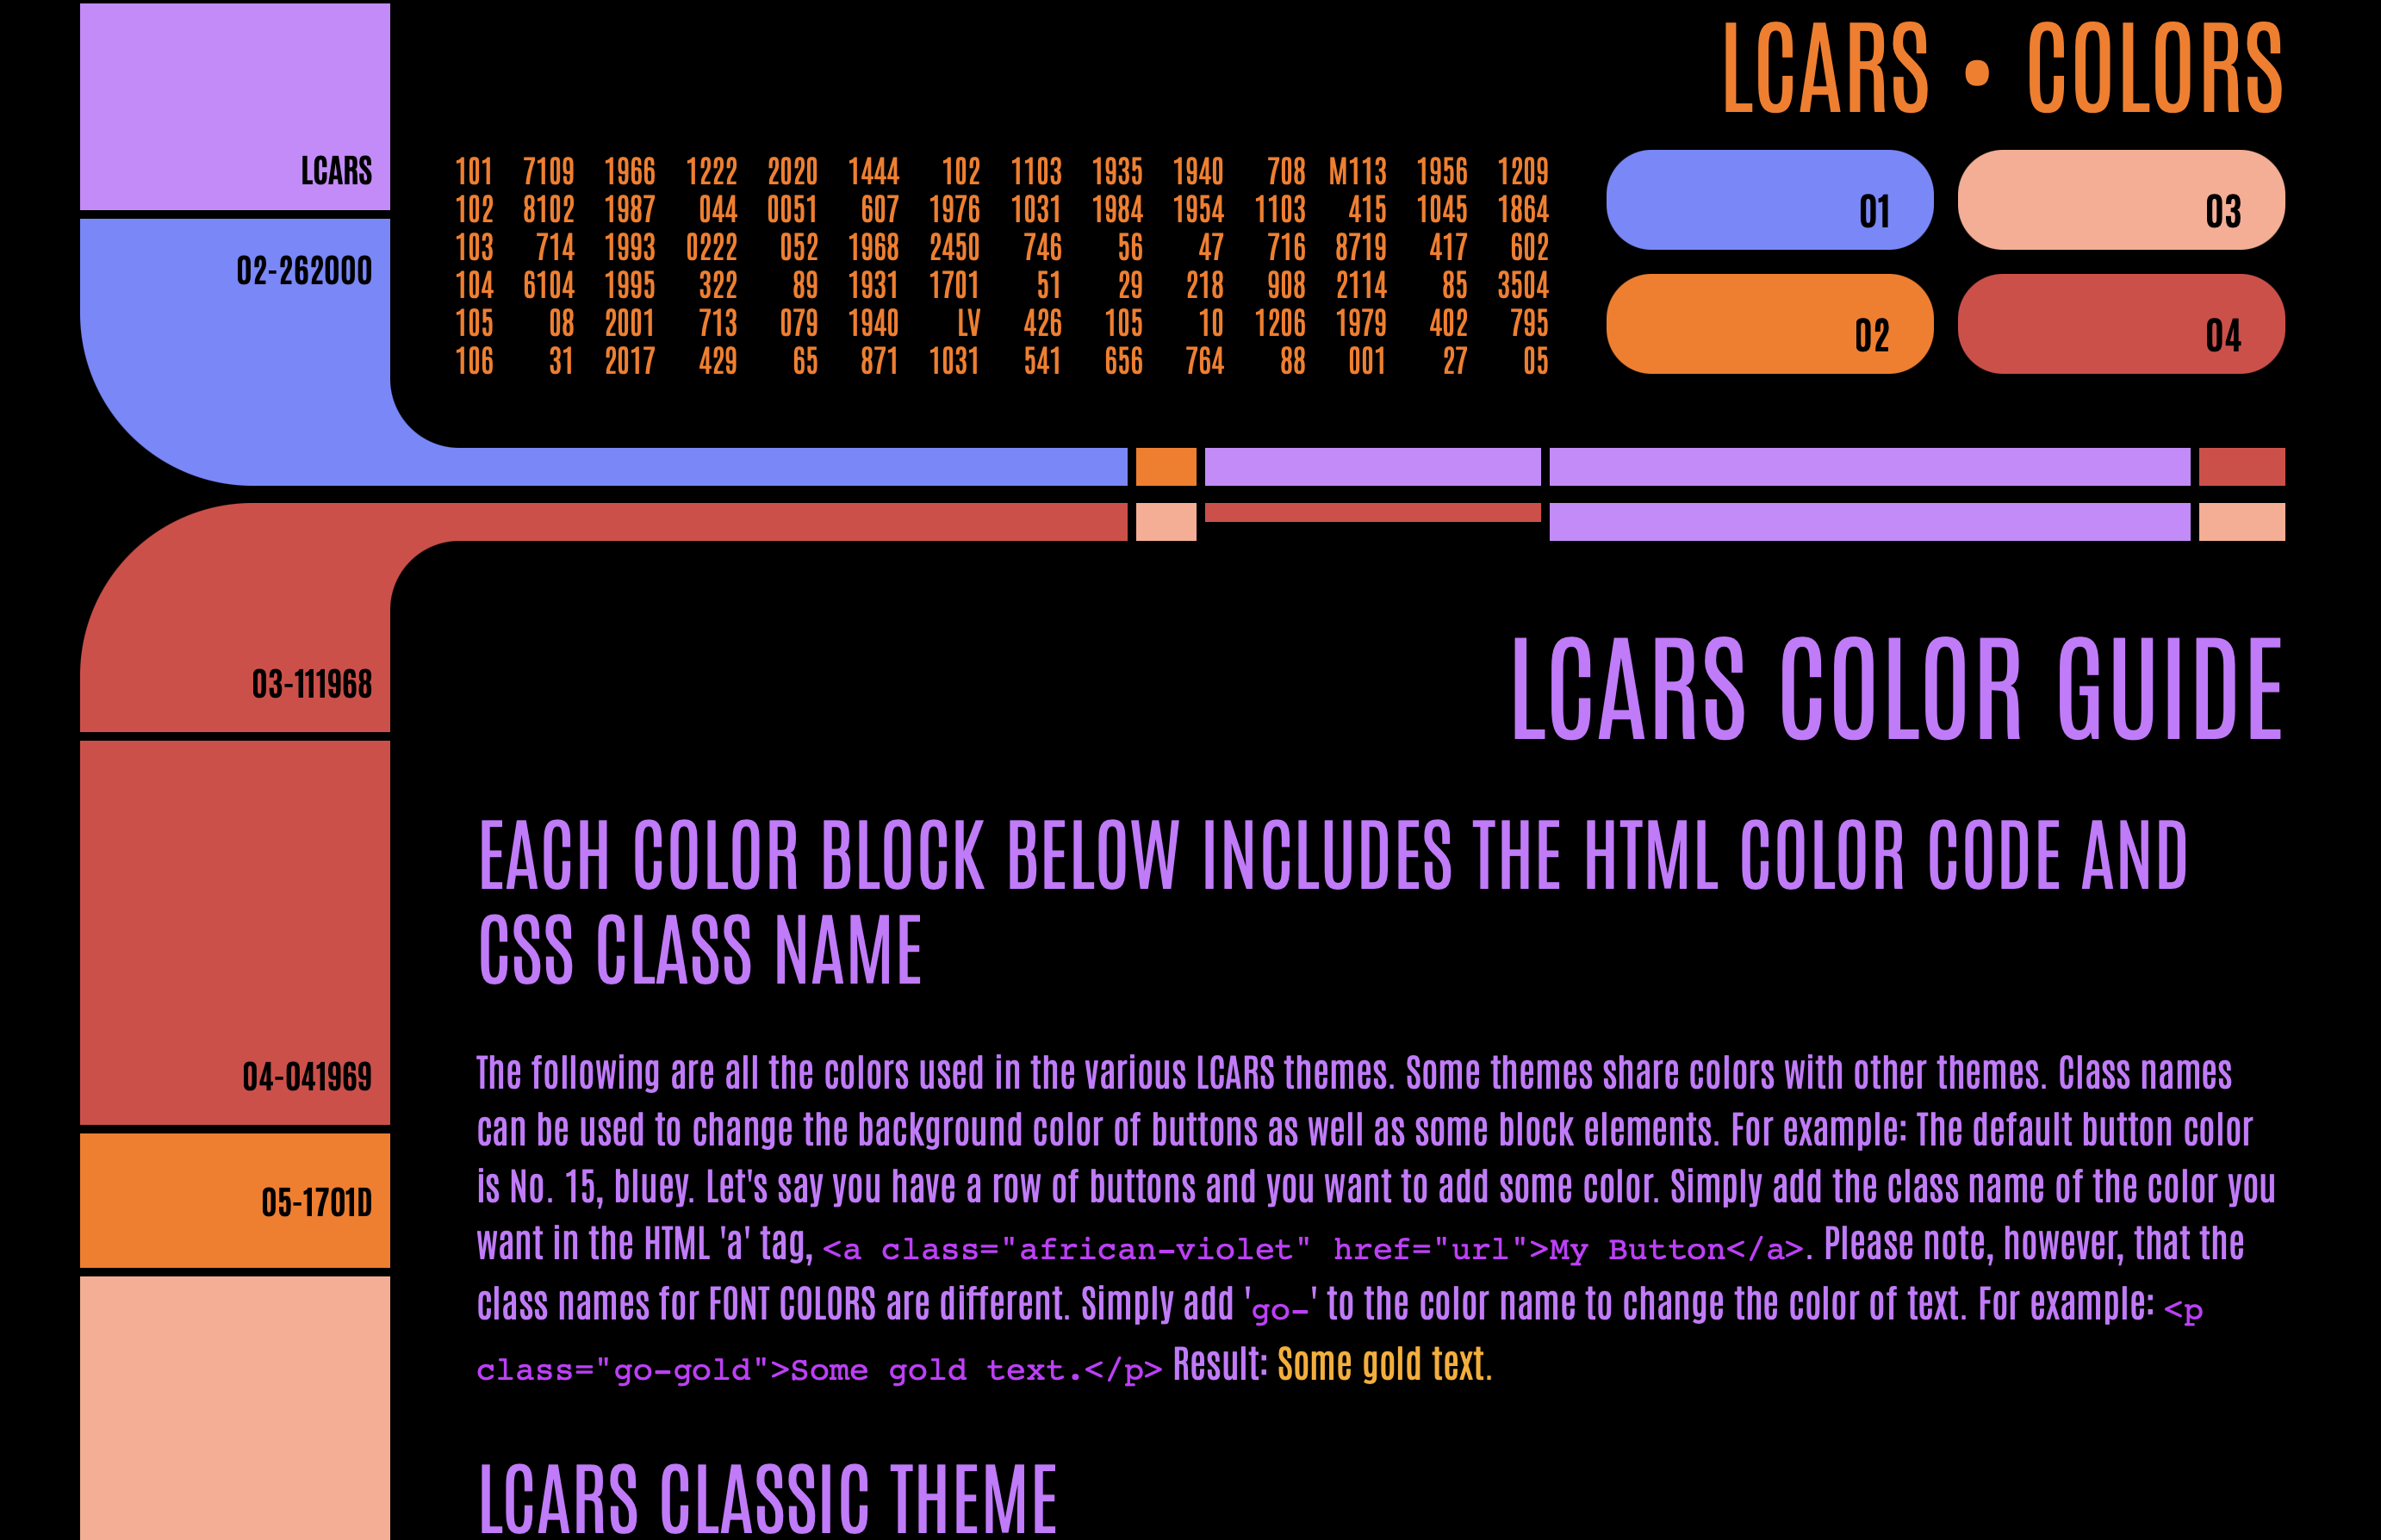 LCARS • COLORS
LCARS
02-262000
101 7109 1966 1222 2020 1444 102 1103 1935 1940 708 M113 1956 1209
102 8102 1987 044 0051 607 1976 1031 1984 1954 1103 415 1045 1864
103 714 1993 0222 052 1968 2450 746 56 47 716 8719 417 602
104 6104 1995 322 89 1931 1701 51 29 218 908 2114 85 3504
105 08 2001 713 079 1940 LV 426 105 10 1206 1979 402 795
106 31 2017 429 65 871 1031 541 656 764 88 001 27 05
01
03
02
04
03-111968
04-041969
05-1701D
LCARS COLOR GUIDE
EACH COLOR BLOCK BELOW INCLUDES THE HTML COLOR CODE AND
CSS CLASS NAME
The following are all the colors used in the various LCARS themes. Some themes share colors with other themes. Class names
can be used to change the background color of buttons as well as some block elements. For example: The default button color
is No. 15, bluey. Let's say you have a row of buttons and you want to add some color. Simply add the class name of the color you
want in the HTML 'a' tag, <a class="african-violet" href="url">My Button</a>. Please note, however, that the
class names for FONT COLORS are different. Simply add 'go-' to the color name to change the color of text. For example: <p
class="go-gold">Some gold text.</p> Result: Some gold text.
LCARS CLASSIC THEME